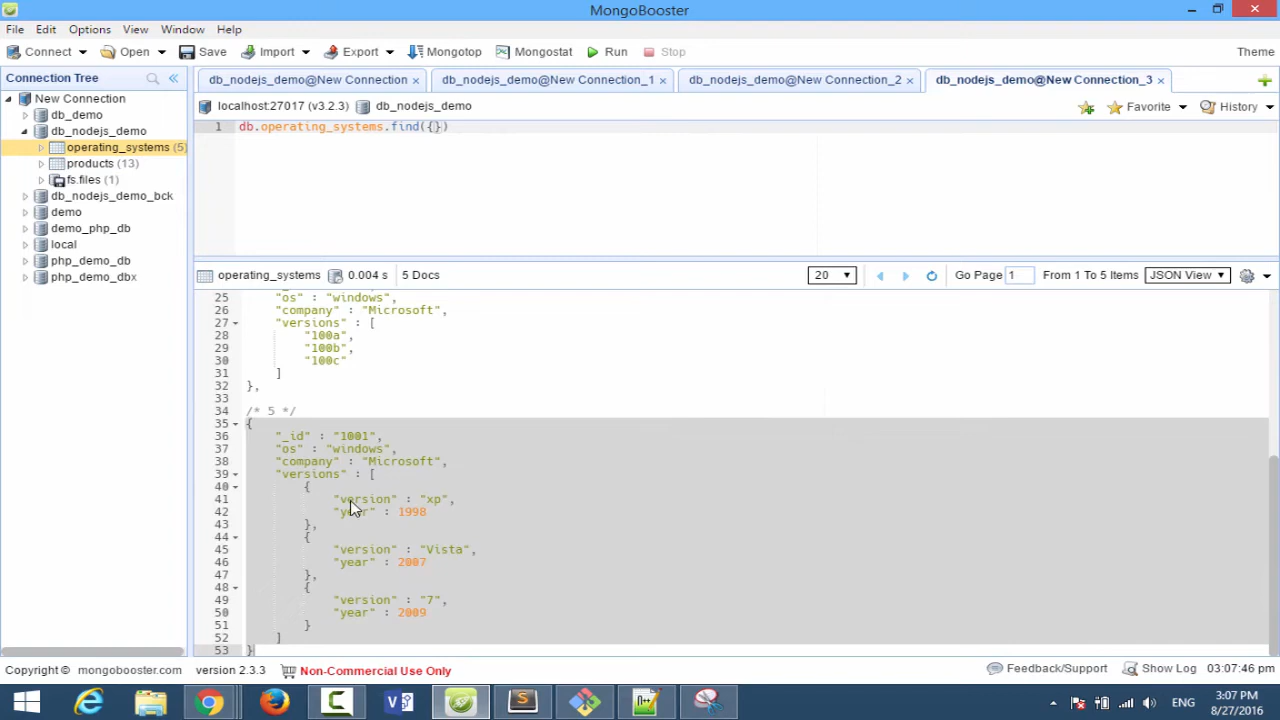 MongoBooster
File Edit Options View Window Help
Connect Open Save Import Export Mongotop Mongostat Run Stop Theme
Connection Tree
db_nodejs_demo@New Connection × db_nodejs_demo@New Connection_1 × db_nodejs_demo@New Connection_2 × db_nodejs_demo@New Connection_3 ×
New Connection
db_demo
db_nodejs_demo
operating_systems (5)
products (13)
fs.files (1)
db_nodejs_demo_bck
demo
demo_php_db
local
php_demo_db
php_demo_dbx
localhost:27017 (v3.2.3) db_nodejs_demo Favorite History
1 db.operating_systems.find({})
operating_systems 0.004 s 5 Docs 20 Go Page 1 From 1 To 5 Items JSON View
25 "os" : "windows",
26 "company" : "Microsoft",
27 "versions" : [
28 "100a",
29 "100b",
30 "100c"
31 ]
32 },
33
34 /* 5 */
35 {
36 "_id" : "1001",
37 "os" : "windows",
38 "company" : "Microsoft",
39 "versions" : [
40 {
41 "version" : "xp",
42 "year" : 1998
43 },
44 {
45 "version" : "Vista",
46 "year" : 2007
47 },
48 {
49 "version" : "7",
50 "year" : 2009
51 }
52 ]
53 }
Copyright © mongobooster.com version 2.3.3 Non-Commercial Use Only Feedback/Support Show Log 03:07:46 pm
ENG 3:07 PM
8/27/2016